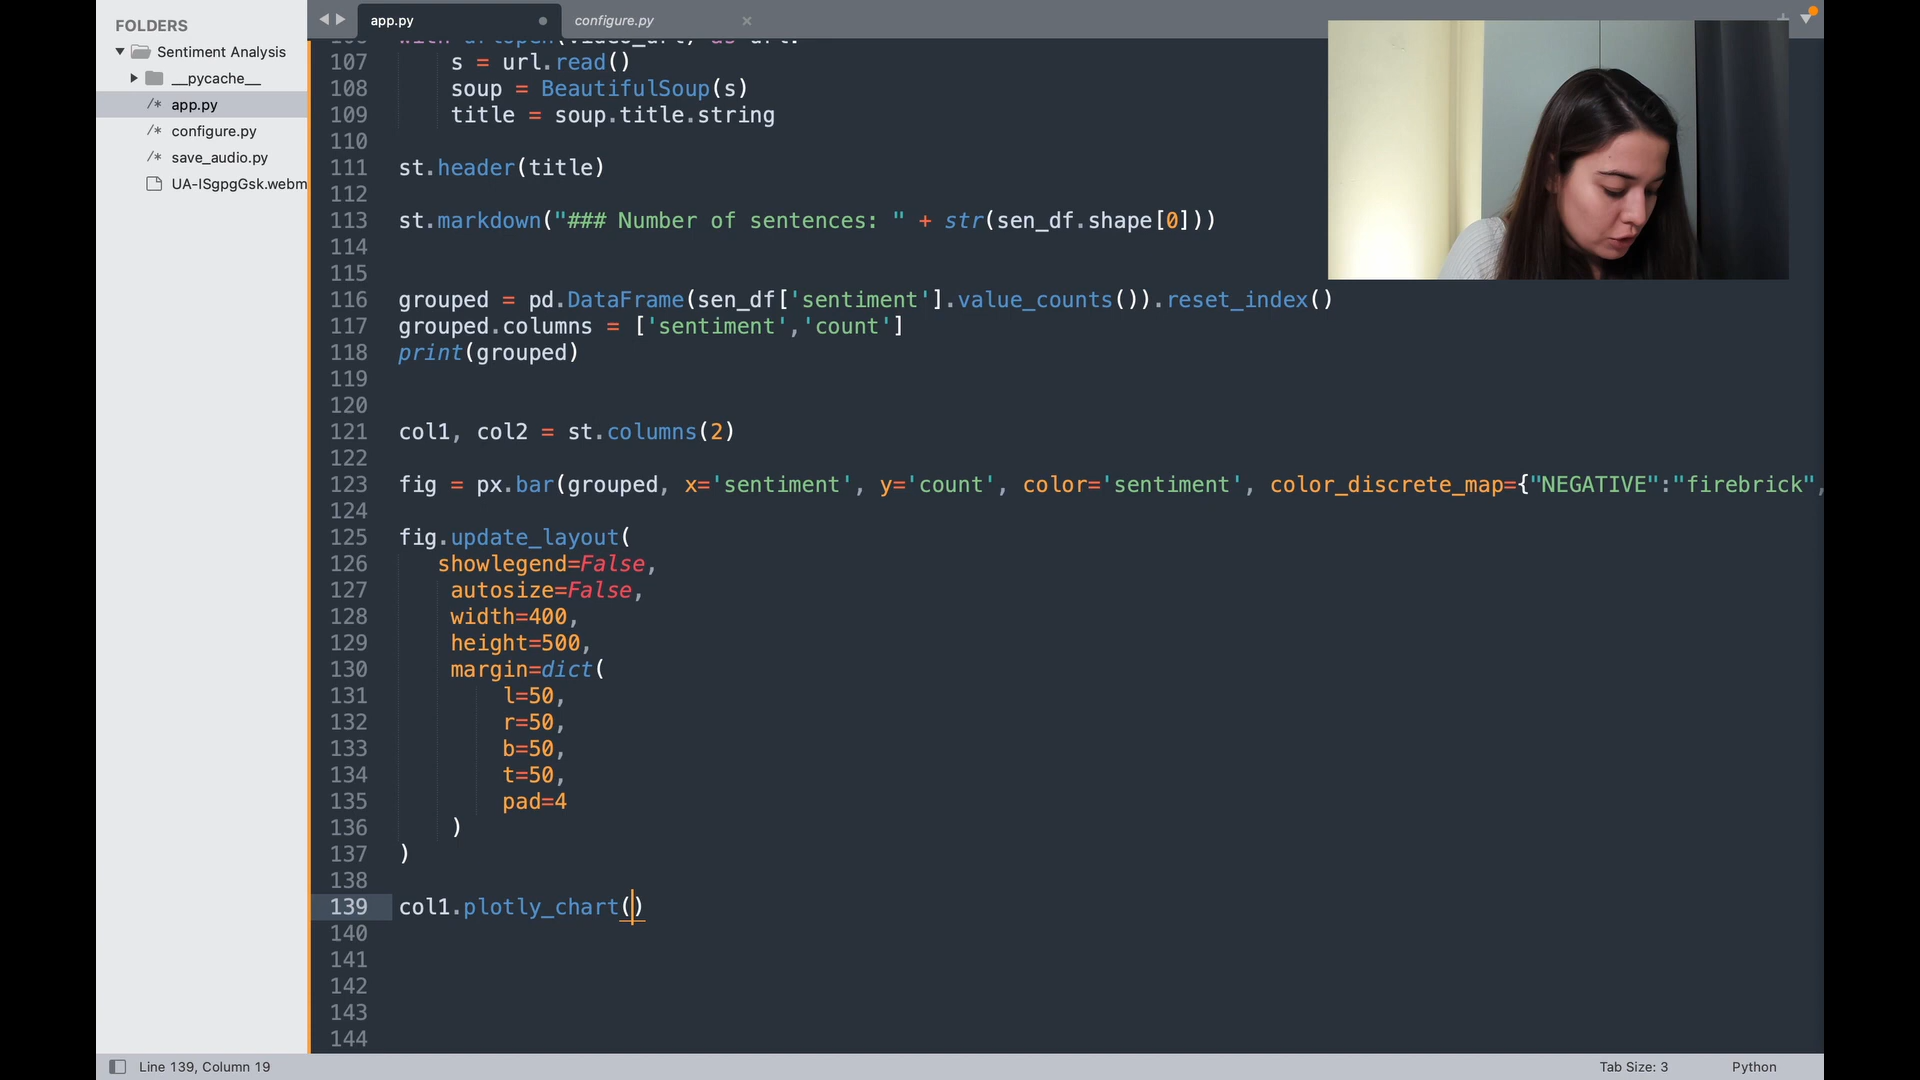 FOLDERS
Sentiment Analysis
__pycache__
/* app.py
/* configure.py
/* save_audio.py
UA-ISgpgGsk.webm
app.py
configure.py
107 s = url.read()
108 soup = BeautifulSoup(s)
109 title = soup.title.string
110
111 st.header(title)
112
113 st.markdown("### Number of sentences: " + str(sen_df.shape[0]))
114
115
116 grouped = pd.DataFrame(sen_df['sentiment'].value_counts()).reset_index()
117 grouped.columns = ['sentiment','count']
118 print(grouped)
119
120
121 col1, col2 = st.columns(2)
122
123 fig = px.bar(grouped, x='sentiment', y='count', color='sentiment', color_discrete_map={"NEGATIVE":"firebrick",
124
125 fig.update_layout(
126 showlegend=False,
127 autosize=False,
128 width=400,
129 height=500,
130 margin=dict(
131 l=50,
132 r=50,
133 b=50,
134 t=50,
135 pad=4
136 )
137 )
138
139 col1.plotly_chart()
140
141
142
143
144
Line 139, Column 19
Tab Size: 3
Python